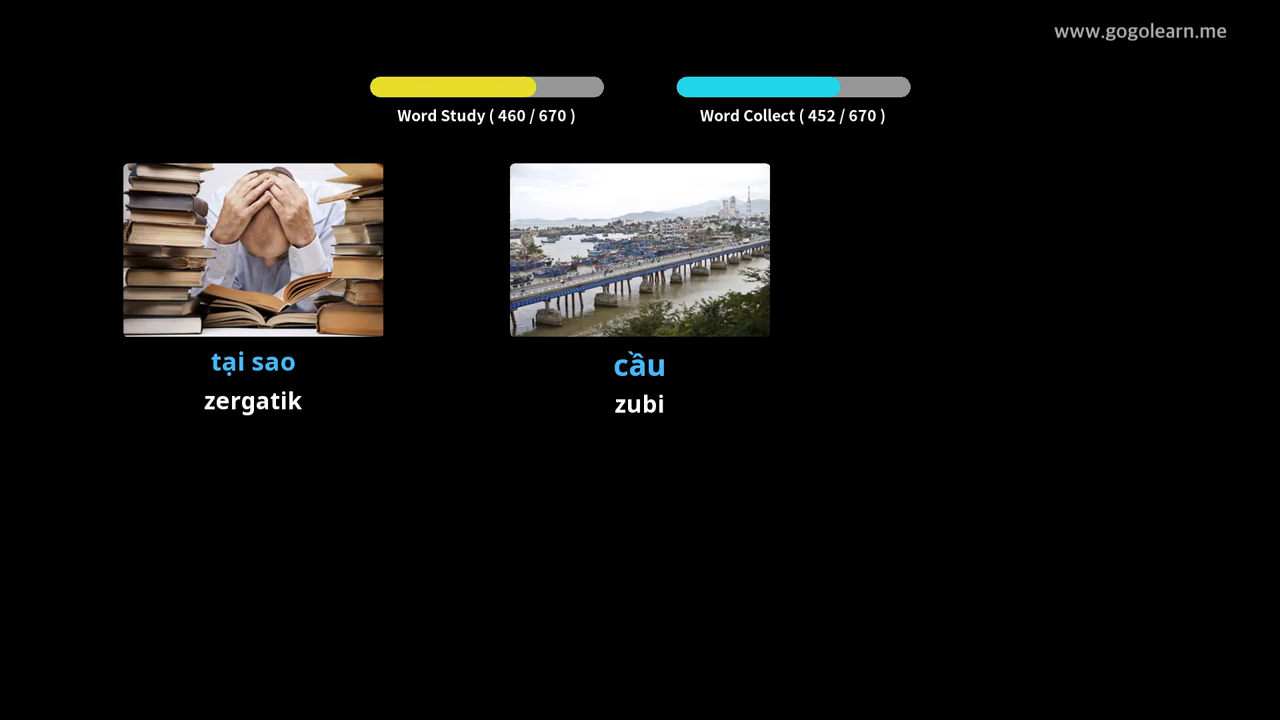 www.gogolearn.me
Word Study ( 460 / 670 )
Word Collect ( 452 / 670 )
tại sao
zergatik
cầu
zubi